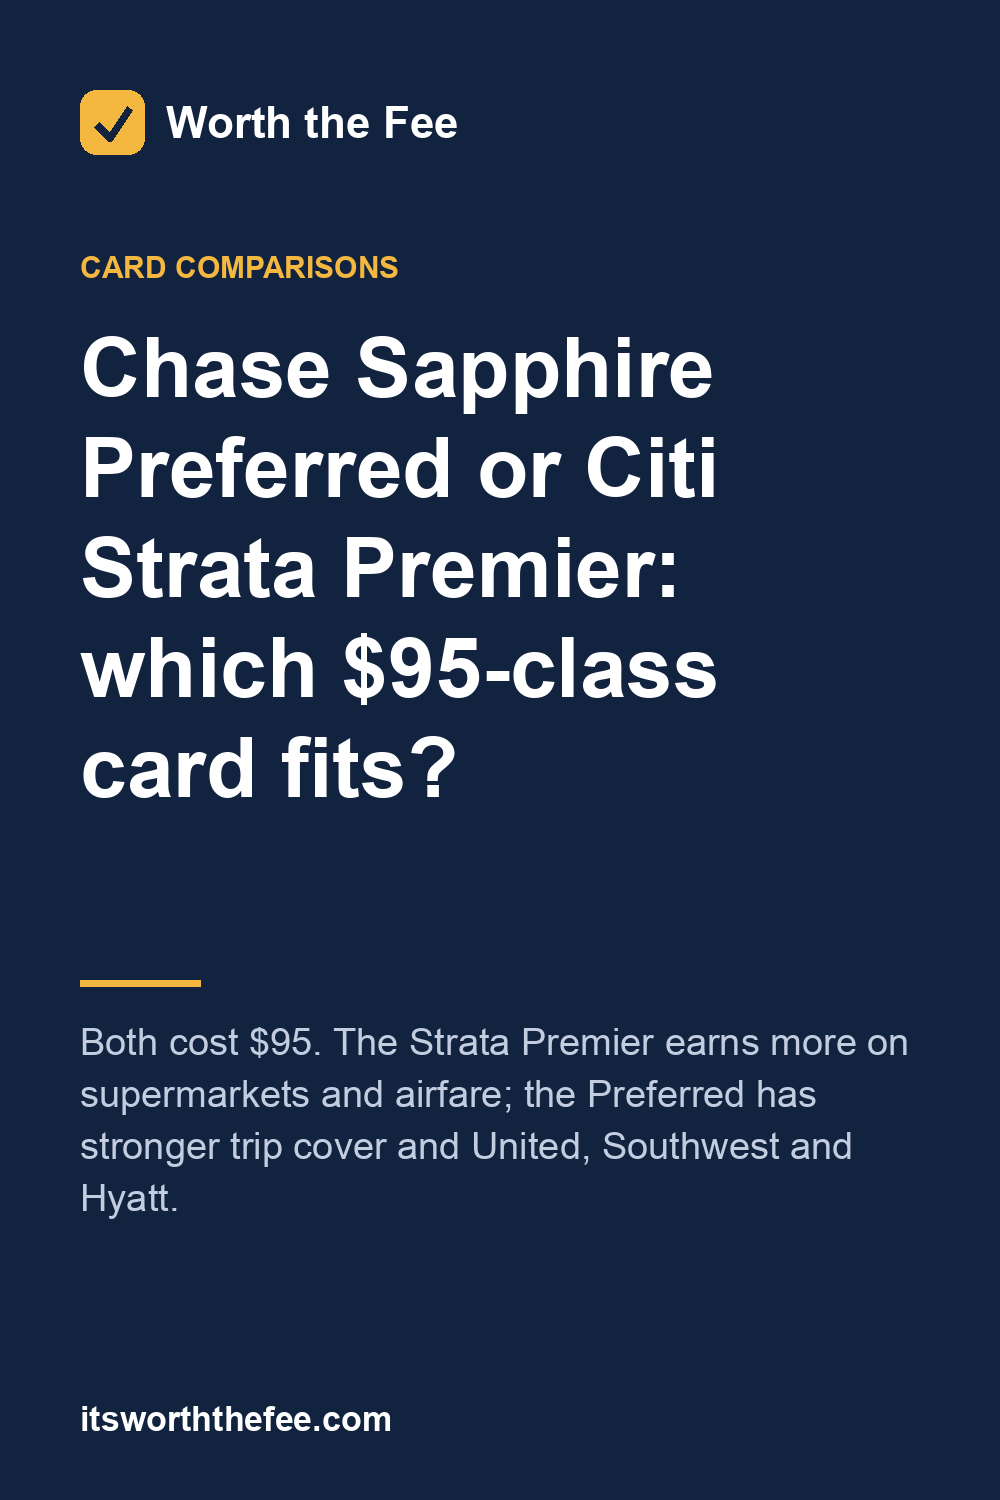 Worth the Fee
CARD COMPARISONS
Chase Sapphire
Preferred or Citi
Strata Premier:
which $95-class
card fits?
Both cost $95. The Strata Premier earns more on
supermarkets and airfare; the Preferred has
stronger trip cover and United, Southwest and
Hyatt.
itsworththefee.com